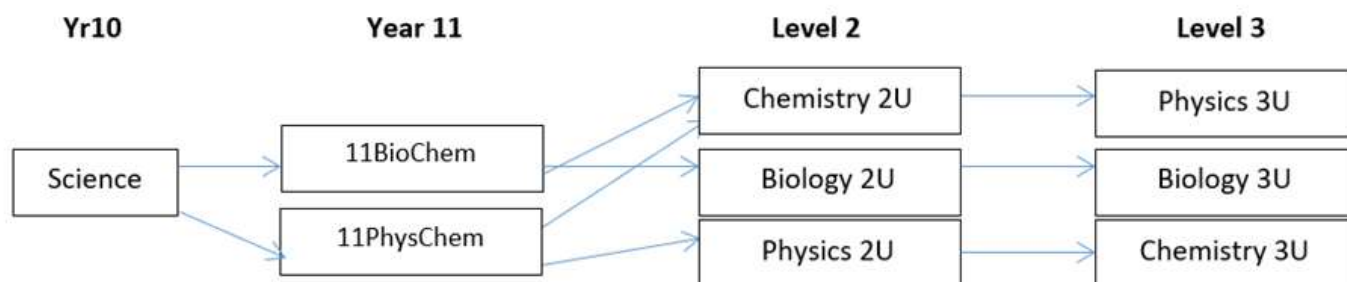 Yr10 Year 11 Level 2 Level 3
Chemistry 2U Physics 3U
11BioChem
Science Biology 2U Biology 3U
11PhysChem
Physics 2U Chemistry 3U